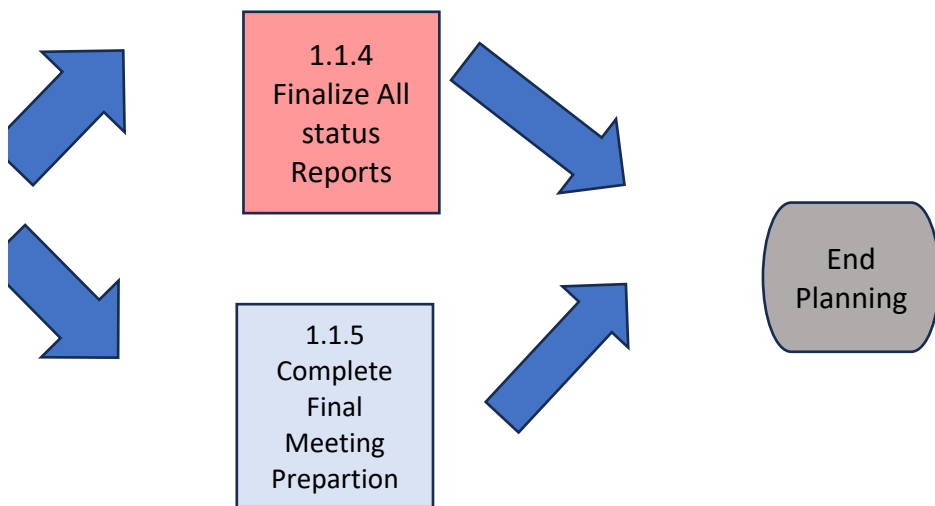 1.1.4
Finalize All
status
Reports
End
Planning
1.1.5
Complete
Final
Meeting
Prepartion